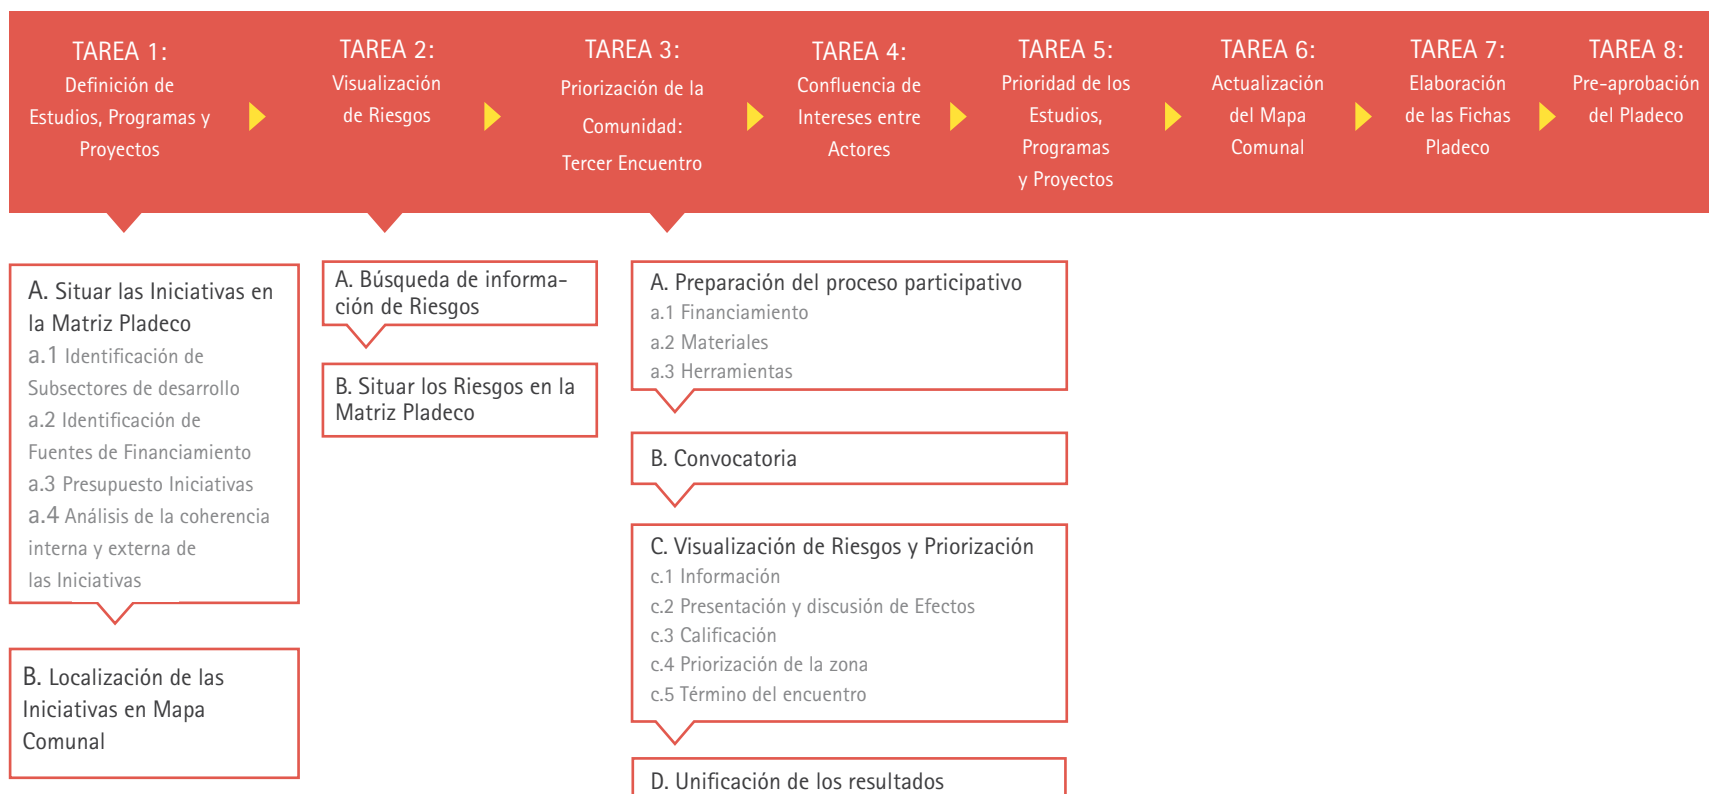 TAREA 1:
Definición de
Estudios, Programas y
Proyectos
TAREA 2:
Visualización
de Riesgos
TAREA 3:
Priorización de la
Comunidad:
Tercer Encuentro
TAREA 4:
Confluencia de
Intereses entre
Actores
TAREA 5:
Prioridad de los
Estudios,
Programas
y Proyectos
TAREA 6:
Actualización
del Mapa
Comunal
TAREA 7:
Elaboración
de las Fichas
Pladeco
TAREA 8:
Pre-aprobación
del Pladeco
A. Situar las Iniciativas en
la Matriz Pladeco
a.1 Identificación de
Subsectores de desarrollo
a.2 Identificación de
Fuentes de Financiamiento
a.3 Presupuesto Iniciativas
a.4 Análisis de la coherencia
interna y externa de
las Iniciativas
B. Localización de las
Iniciativas en Mapa
Comunal
A. Búsqueda de informa-
ción de Riesgos
B. Situar los Riesgos en la
Matriz Pladeco
A. Preparación del proceso participativo
a.1 Financiamiento
a.2 Materiales
a.3 Herramientas
B. Convocatoria
C. Visualización de Riesgos y Priorización
c.1 Información
c.2 Presentación y discusión de Efectos
c.3 Calificación
c.4 Priorización de la zona
c.5 Término del encuentro
D. Unificación de los resultados